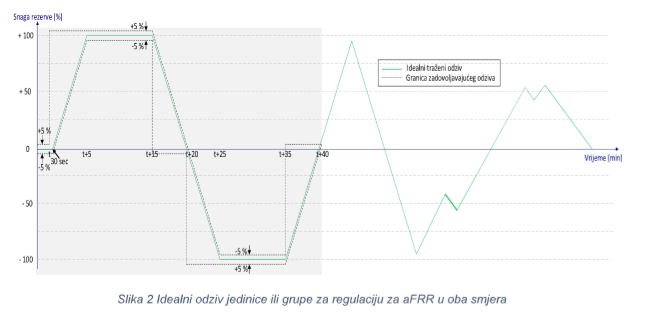 Snaga rezerve (%)
+ 100
+5 %
-5 %
Idealni traženi odziv
Granica zadovoljavajućeg odziva
+ 50
+5 %
0
-5 %
t
30 sec
t+5
t+15
t+20
t+25
t+35
t+40
Vrijeme (min)
- 50
-5 %
- 100
+5 %
Slika 2 Idealni odziv jedinice ili grupe za regulaciju za aFRR u oba smjera